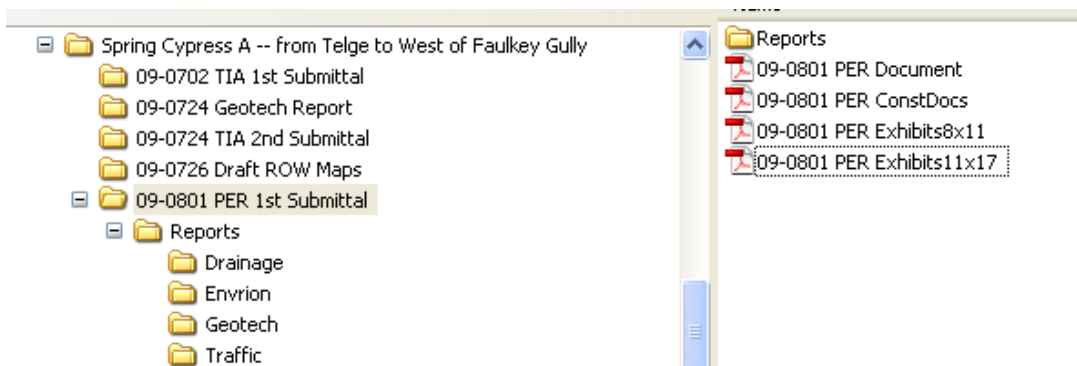 Spring Cypress A -- from Telge to West of Faulkey Gully
09-0702 TIA 1st Submittal
09-0724 Geotech Report
09-0724 TIA 2nd Submittal
09-0726 Draft ROW Maps
09-0801 PER 1st Submittal
Reports
Drainage
Envrion
Geotech
Traffic
Reports
09-0801 PER Document
09-0801 PER ConstDocs
09-0801 PER Exhibits8x11
09-0801 PER Exhibits11x17